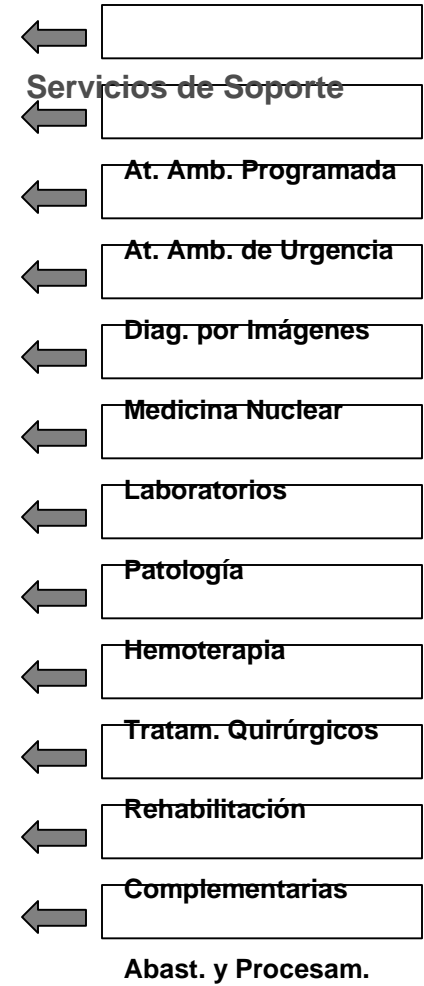 Servicios de Soporte
At. Amb. Programada
At. Amb. de Urgencia
Diag. por Imágenes
Medicina Nuclear
Laboratorios
Patología
Hemoterapia
Tratam. Quirúrgicos
Rehabilitación
Complementarias
Abast. y Procesam.